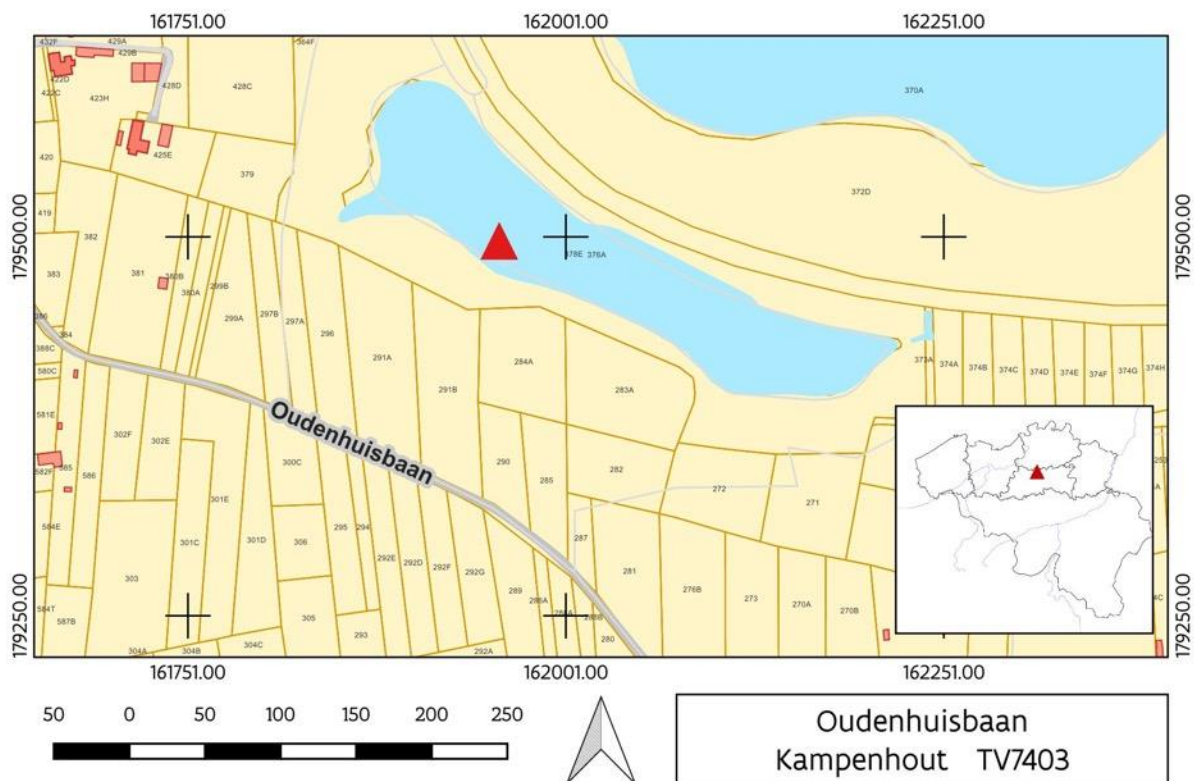 161751.00 162001.00 162251.00
432F 429A 364F
429B
422D
422C 423H 428D 428C 370A
425E
420 379 372D
419 382
179500.00 378E 376A 179500.00
383 381 380B
380A 299B
299A 297B 297A 296
384
388C 291A 284A 373A 374A 374B 374C 374D 374E 374F 374G 374H
580C 291B 283A
581E Oudenhuisbaan
302F 302E
582F 585 586 300C 290 282
285 272 271
301E
584E 301C 301D 306 295 294 287
292E 292D 292F 292G 281
303 289 276B 273 270A 270B
584T 286A 288A 286B
587B 305 293 280
304A 304B 304C 292A
179250.00 179250.00
161751.00 162001.00 162251.00
50 0 50 100 150 200 250
Oudenhuisbaan
Kampenhout TV7403